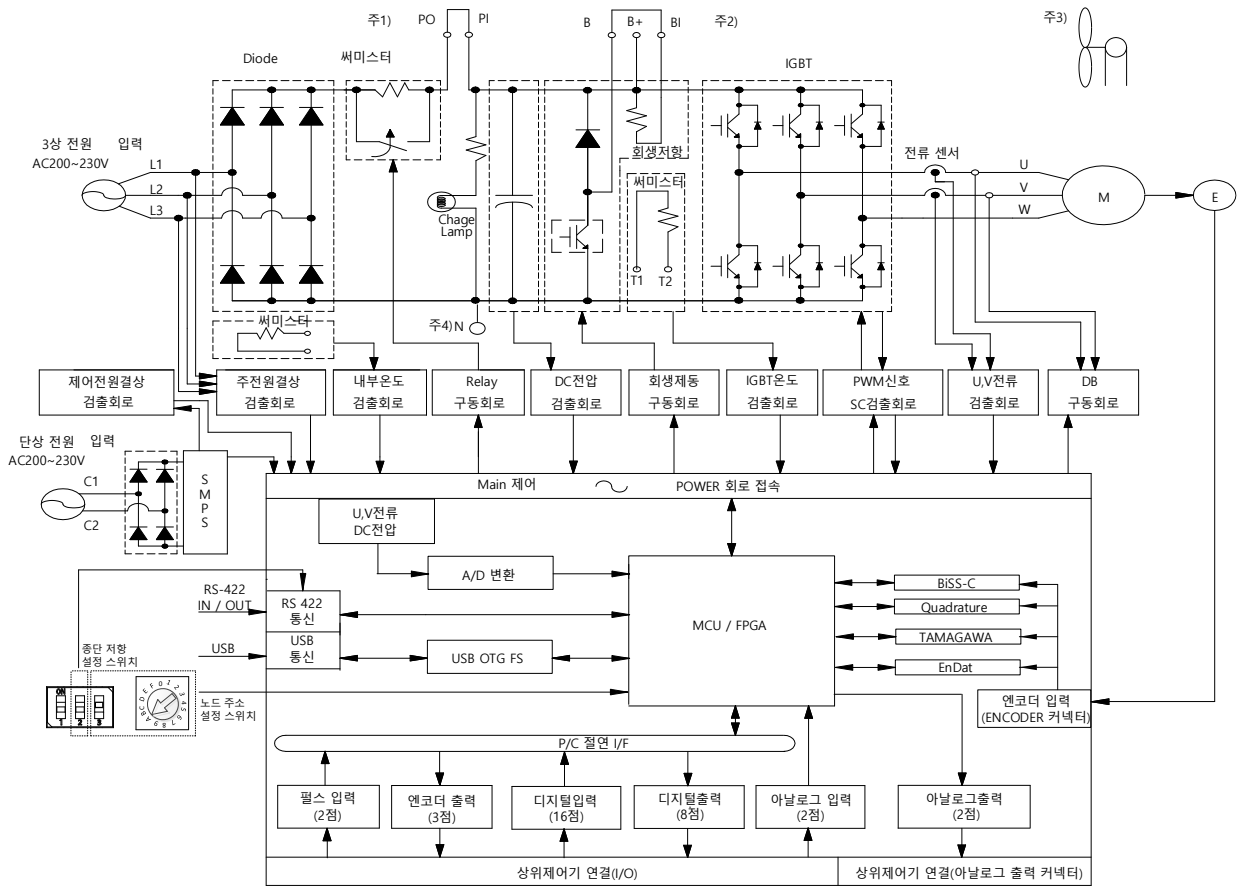 주1)
PO
PI
B
B+
BI
주2)
주3)
Diode
써미스터
IGBT
3상 전원 입력
AC200~230V
L1
L2
L3
Chage
Lamp
회생저항
써미스터
T1
T2
전류 센서
U
V
W
M
E
써미스터
주4)
N
제어전원결상
검출회로
주전원결상
검출회로
내부온도
검출회로
Relay
구동회로
DC전압
검출회로
회생제동
구동회로
IGBT온도
검출회로
PWM신호
SC검출회로
U,V전류
검출회로
DB
구동회로
단상 전원 입력
AC200~230V
C1
C2
S
M
P
S
Main 제어
POWER 회로 접속
U,V전류
DC전압
A/D 변환
MCU / FPGA
BiSS-C
Quadrature
TAMAGAWA
EnDat
RS-422
IN / OUT
RS 422
통신
USB
USB
통신
USB OTG FS
종단 저항
설정 스위치
ON
1
2
3
0 1 2 3 4 5 6 7 8 9 A B C D E F
노드 주소
설정 스위치
엔코더 입력
(ENCODER 커넥터)
P/C 절연 I/F
펄스 입력
(2점)
엔코더 출력
(3점)
디지털입력
(16점)
디지털출력
(8점)
아날로그 입력
(2점)
아날로그출력
(2점)
상위제어기 연결(I/O)
상위제어기 연결(아날로그 출력 커넥터)